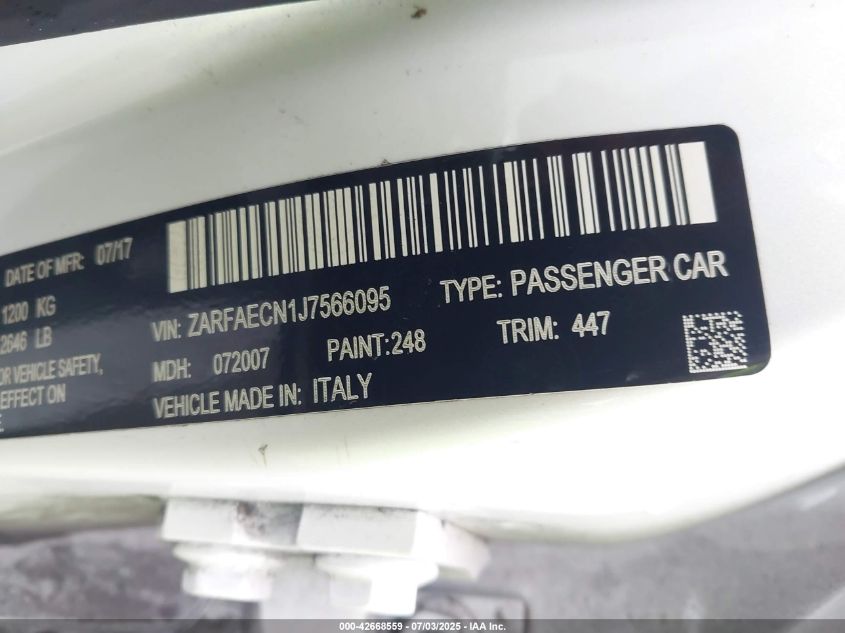 DATE OF MFR: 07/17
1200 KG
2646 LB
OR VEHICLE SAFETY,
EFFECT ON
VIN: ZARFAECN1J7566095
TYPE: PASSENGER CAR
MDH: 072007
PAINT:248
TRIM: 447
VEHICLE MADE IN: ITALY
000-42668559 - 07/03/2025 - IAA Inc.